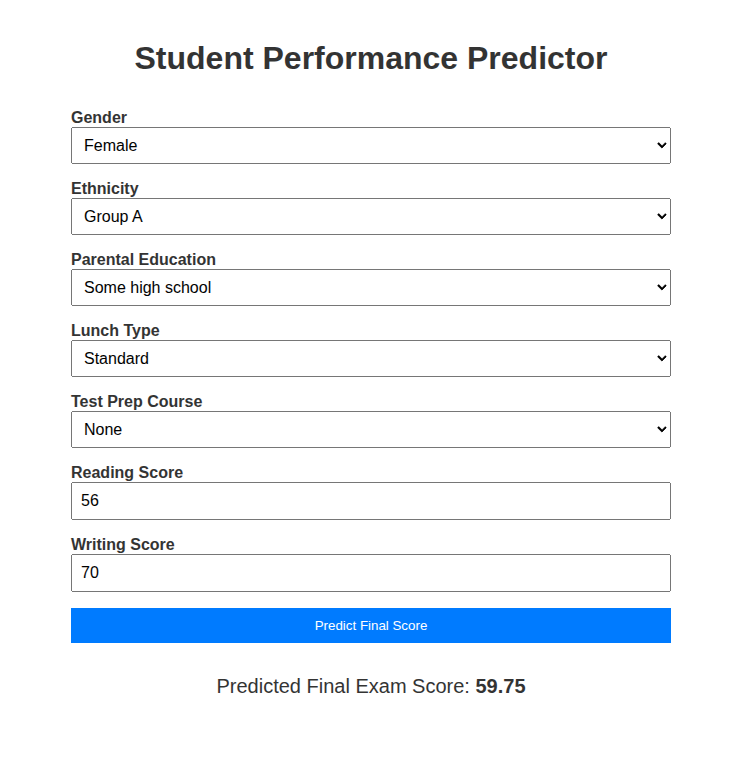 Student Performance Predictor
Gender
Female
Ethnicity
Group A
Parental Education
Some high school
Lunch Type
Standard
Test Prep Course
None
Reading Score
56
Writing Score
70
Predict Final Score
Predicted Final Exam Score: 59.75